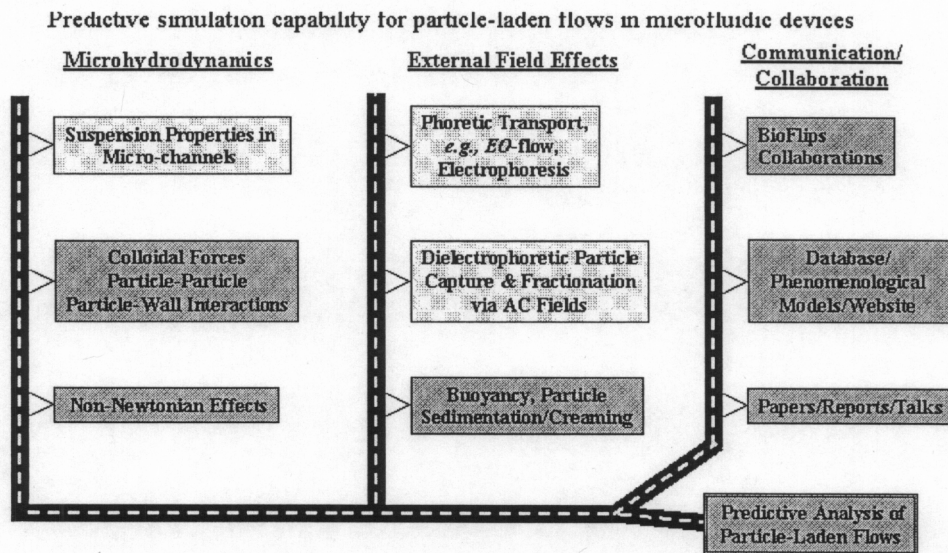 Predictive simulation capability for particle-laden flows in microfluidic devices
Microhydrodynamics
Suspension Properties in
Micro-channels
Colloidal Forces
Particle-Particle
Particle-Wall Interactions
Non-Newtonian Effects
External Field Effects
Phoretic Transport,
e.g., EO-flow,
Electrophoresis
Dielectrophoretic Particle
Capture & Fractionation
via AC Fields
Buoyancy, Particle
Sedimentation/Creaming
Communication/
Collaboration
BioFlips
Collaborations
Database/
Phenomenological
Models/Website
Papers/Reports/Talks
Predictive Analysis of
Particle-Laden Flows